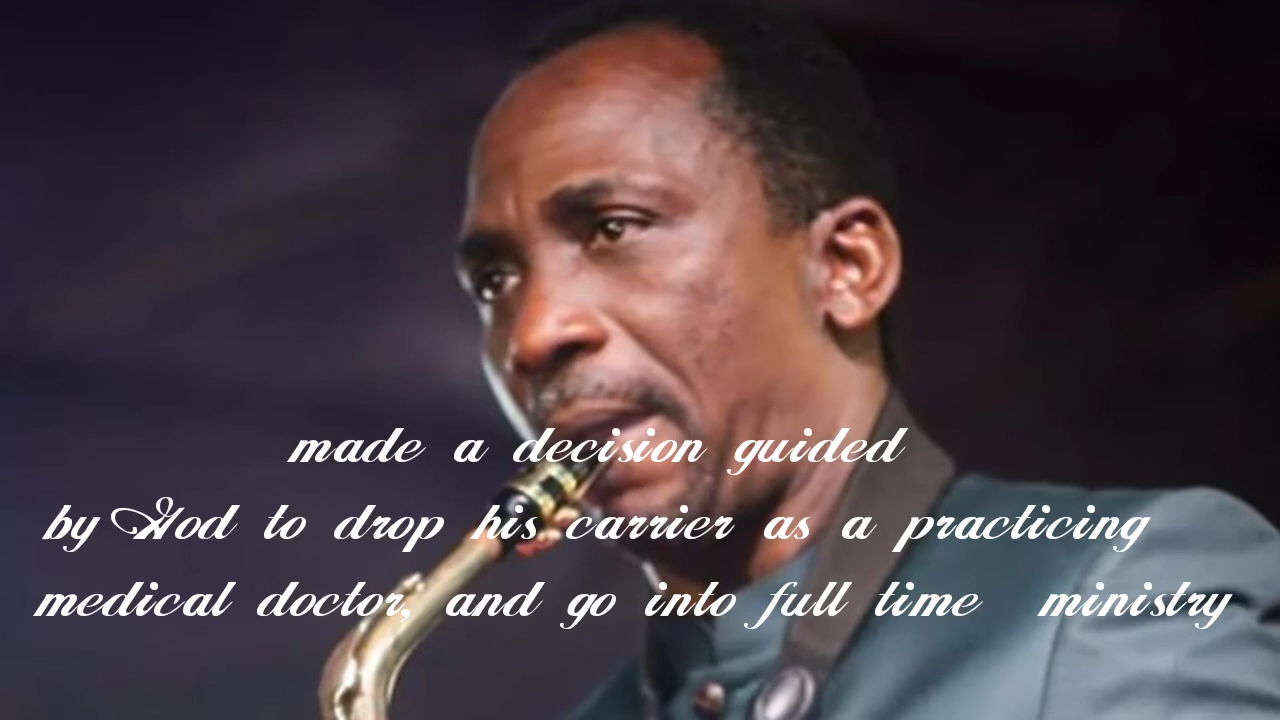 made a decision guided
by God to drop his carrier as a practicing
medical doctor, and go into full time ministry